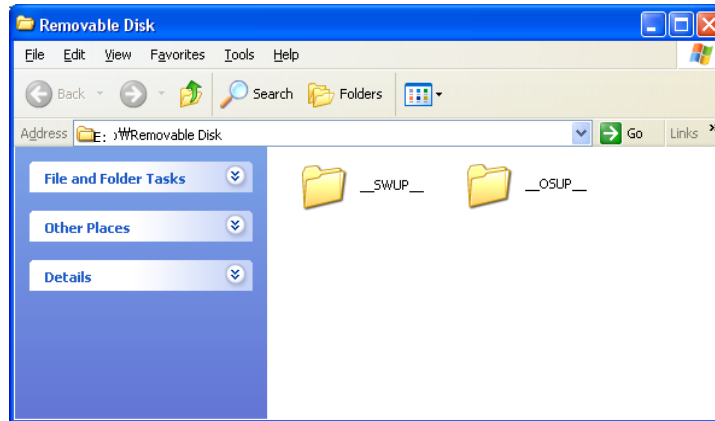 Removable Disk
File Edit View Favorites Tools Help
Back Search Folders
Address E: ₩Removable Disk Go Links »
File and Folder Tasks
Other Places
Details
__SWUP__ __OSUP__